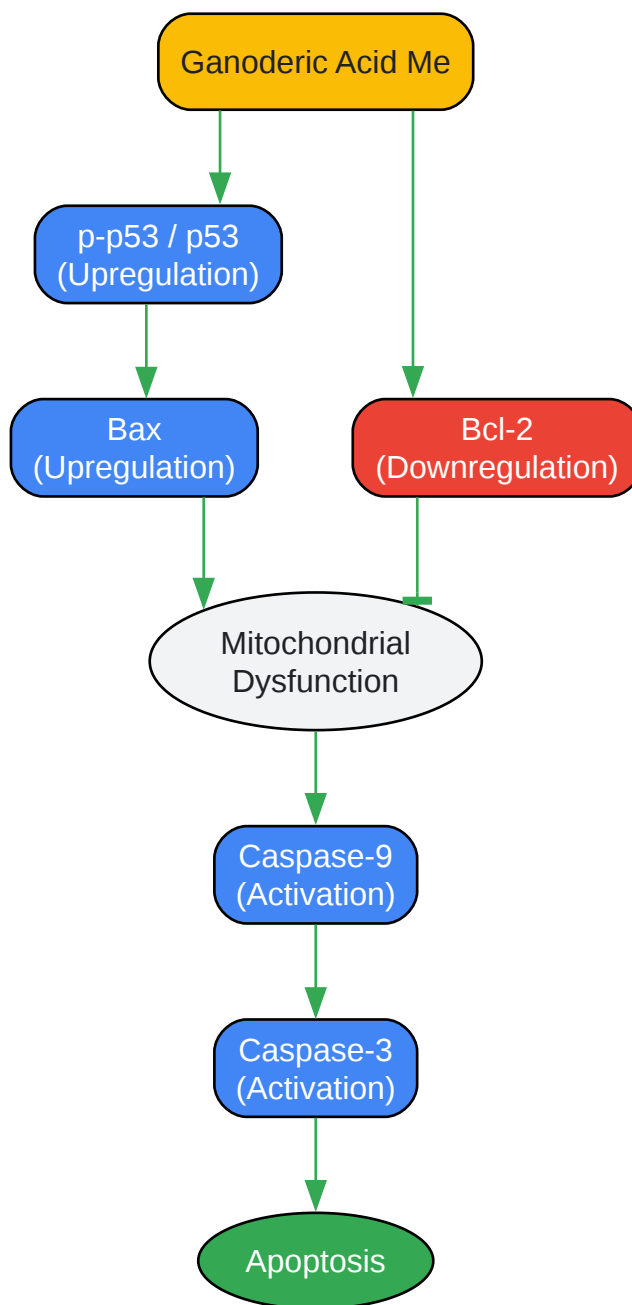 Ganoderic Acid Me
p-p53 / p53
(Upregulation)
Bax
(Upregulation)
Bcl-2
(Downregulation)
Mitochondrial
Dysfunction
Caspase-9
(Activation)
Caspase-3
(Activation)
Apoptosis